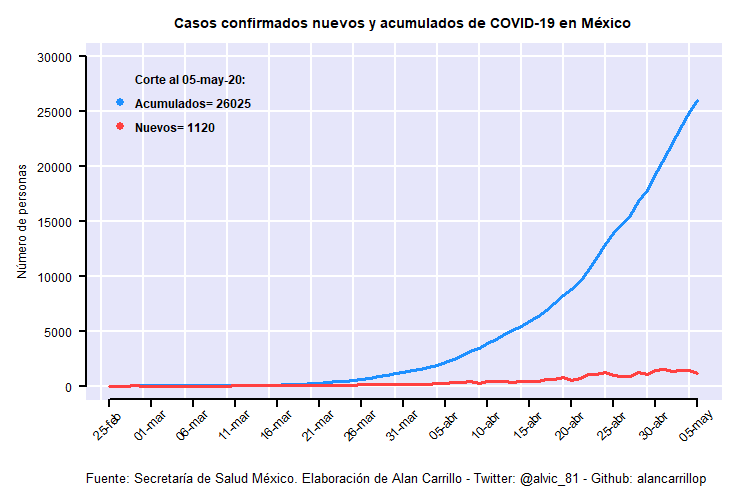 Casos confirmados nuevos y acumulados de COVID-19 en México
Número de personas
30000
25000
20000
15000
10000
5000
0
Corte al 05-may-20:
Acumulados= 26025
Nuevos= 1120
25-feb
01-mar
06-mar
11-mar
16-mar
21-mar
26-mar
31-mar
05-abr
10-abr
15-abr
20-abr
25-abr
30-abr
05-may
Fuente: Secretaría de Salud México. Elaboración de Alan Carrillo - Twitter: @alvic_81 - Github: alancarrillop